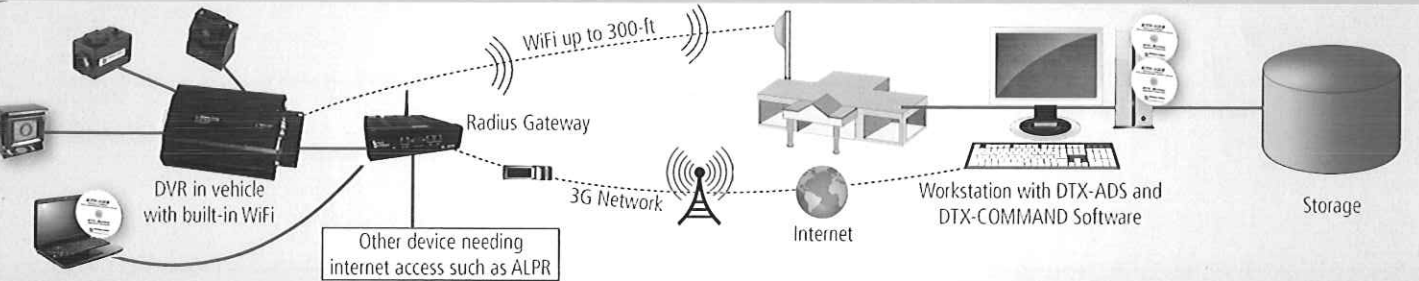 WiFi up to 300-ft
Radius Gateway
DVR in vehicle
with built-in WiFi
3G Network
Other device needing
internet access such as ALPR
Internet
Workstation with DTX-ADS and
DTX-COMMAND Software
Storage